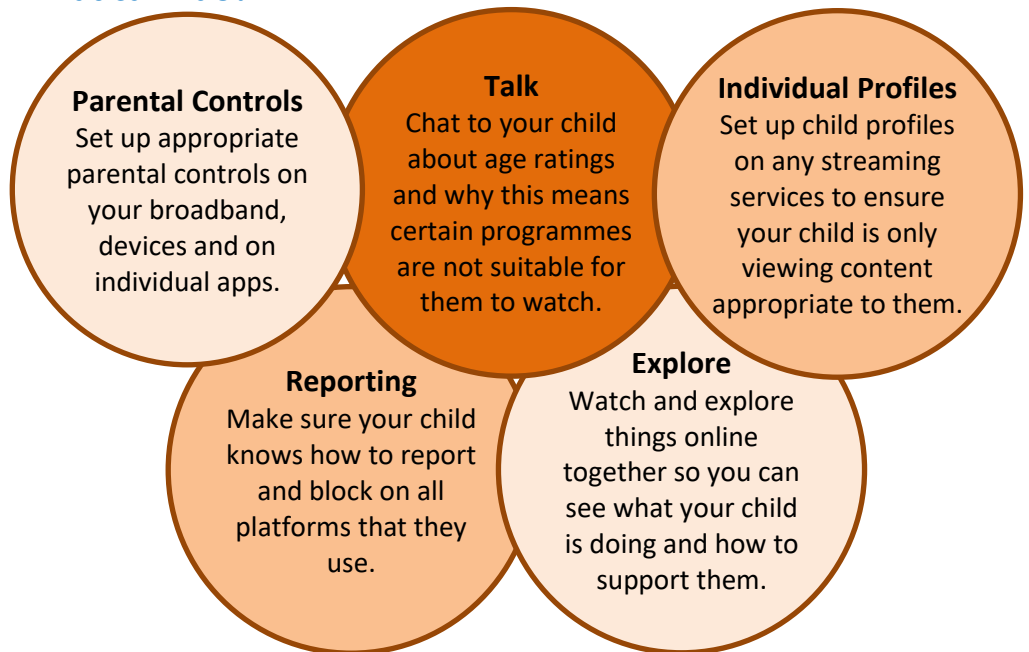 Parental Controls
Set up appropriate
parental controls on
your broadband,
devices and on
individual apps.
Talk
Chat to your child
about age ratings
and why this means
certain programmes
are not suitable for
them to watch.
Individual Profiles
Set up child profiles
on any streaming
services to ensure
your child is only
viewing content
appropriate to them.
Reporting
Make sure your child
knows how to report
and block on all
platforms that they
use.
Explore
Watch and explore
things online
together so you can
see what your child
is doing and how to
support them.